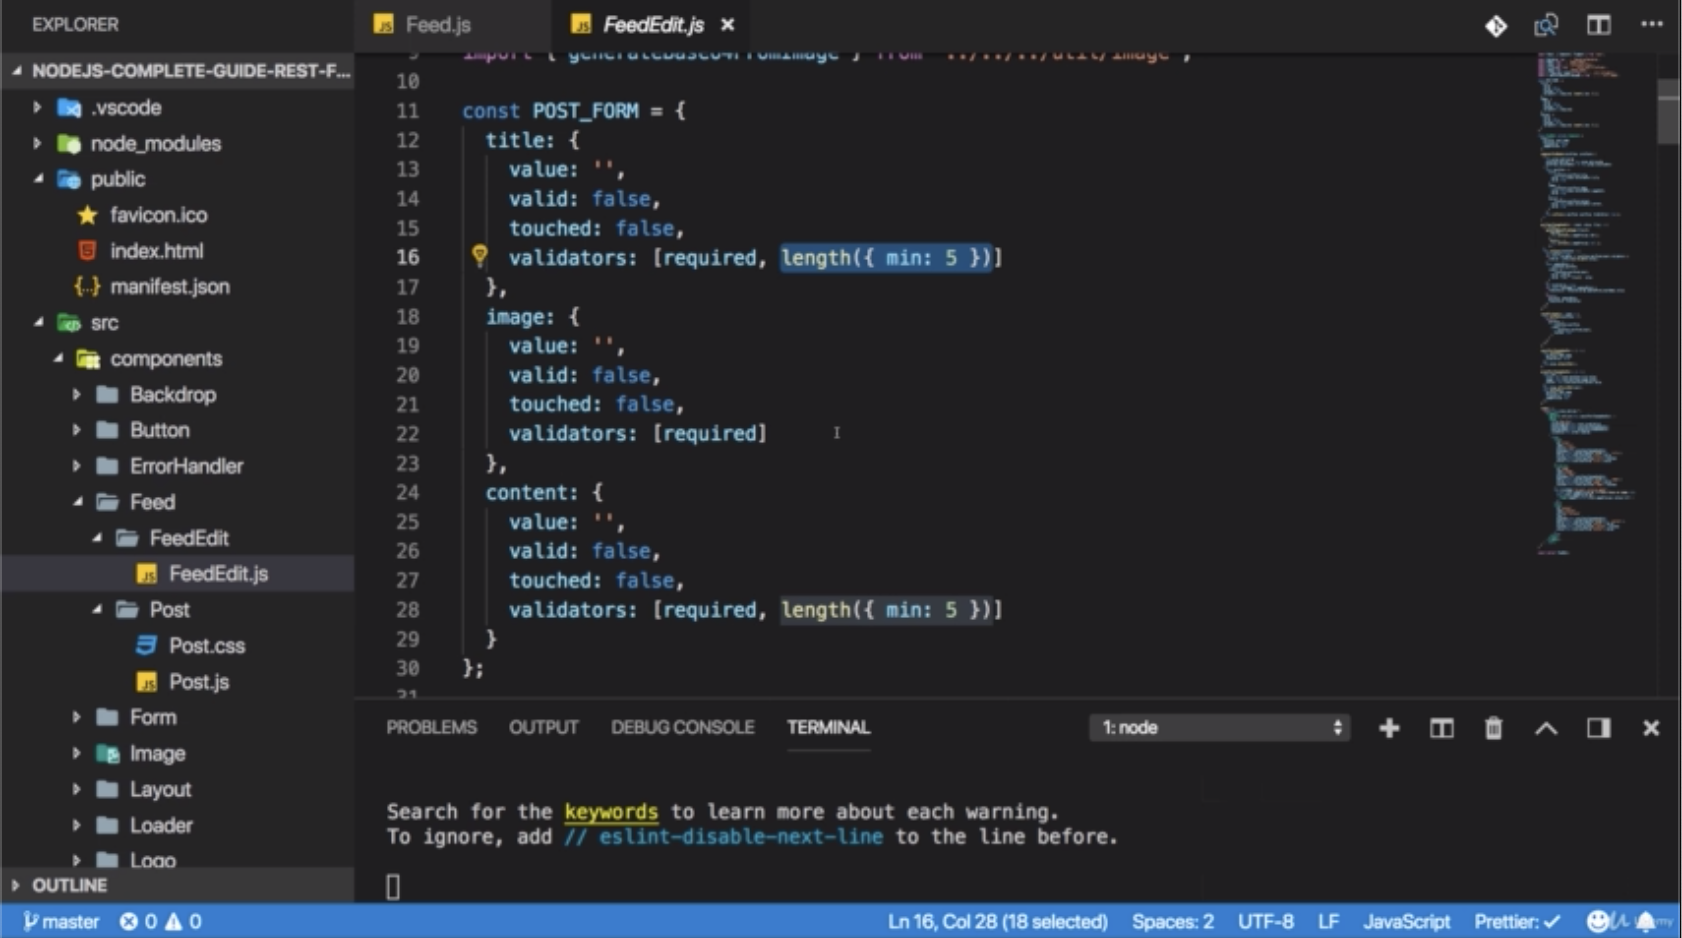 EXPLORER
NODEJS-COMPLETE-GUIDE-REST-F...
.vscode
node_modules
public
favicon.ico
index.html
manifest.json
src
components
Backdrop
Button
ErrorHandler
Feed
FeedEdit
FeedEdit.js
Post
Post.css
Post.js
Form
Image
Layout
Loader
Logo
OUTLINE
Feed.js
FeedEdit.js
9 import { generateBase64FromImage } from '../../../util/image';
10
11 const POST_FORM = {
12 title: {
13 value: '',
14 valid: false,
15 touched: false,
16 validators: [required, length({ min: 5 })]
17 },
18 image: {
19 value: '',
20 valid: false,
21 touched: false,
22 validators: [required]
23 },
24 content: {
25 value: '',
26 valid: false,
27 touched: false,
28 validators: [required, length({ min: 5 })]
29 }
30 };
31
PROBLEMS OUTPUT DEBUG CONSOLE TERMINAL 1: node
Search for the keywords to learn more about each warning.
To ignore, add // eslint-disable-next-line to the line before.
master 0 0 Ln 16, Col 28 (18 selected) Spaces: 2 UTF-8 LF JavaScript Prettier: ✓